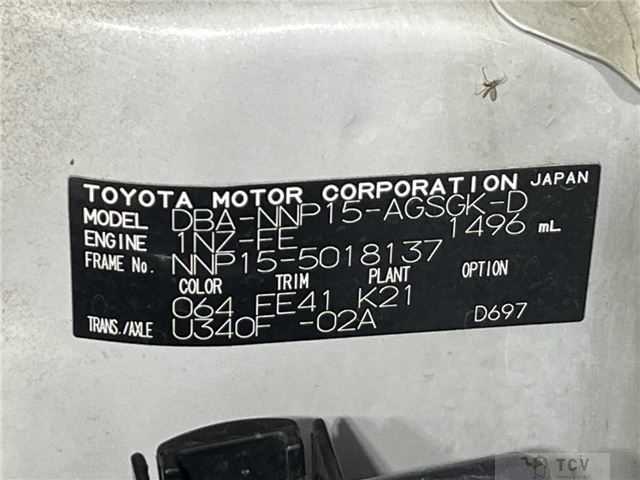 TOYOTA MOTOR CORPORATION JAPAN
MODEL DBA-NNP15-AGSGK-D
ENGINE 1NZ-FE 1496 mL
FRAME No. NNP15-5018137
COLOR TRIM PLANT OPTION
064 FE41 K21
TRANS./AXLE U340F -02A D697
TCV